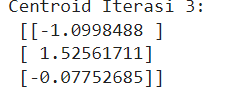 Centroid Iterasi 3:
[[-1.0998488 ]
[ 1.52561711]
[-0.07752685]]